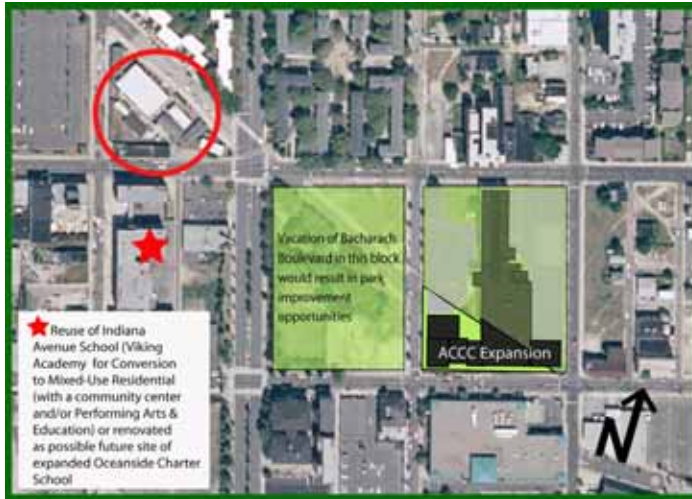 Vacation of Bacharach
Boulevard in this block
would result in park
improvement
opportunities
ACCC Expansion
Reuse of Indiana
Avenue School (Viking
Academy for Conversion
to Mixed-Use Residential
(with a community center
and/or Performing Arts &
Education) or renovated
as possible future site of
expanded Oceanside Charter
School
N